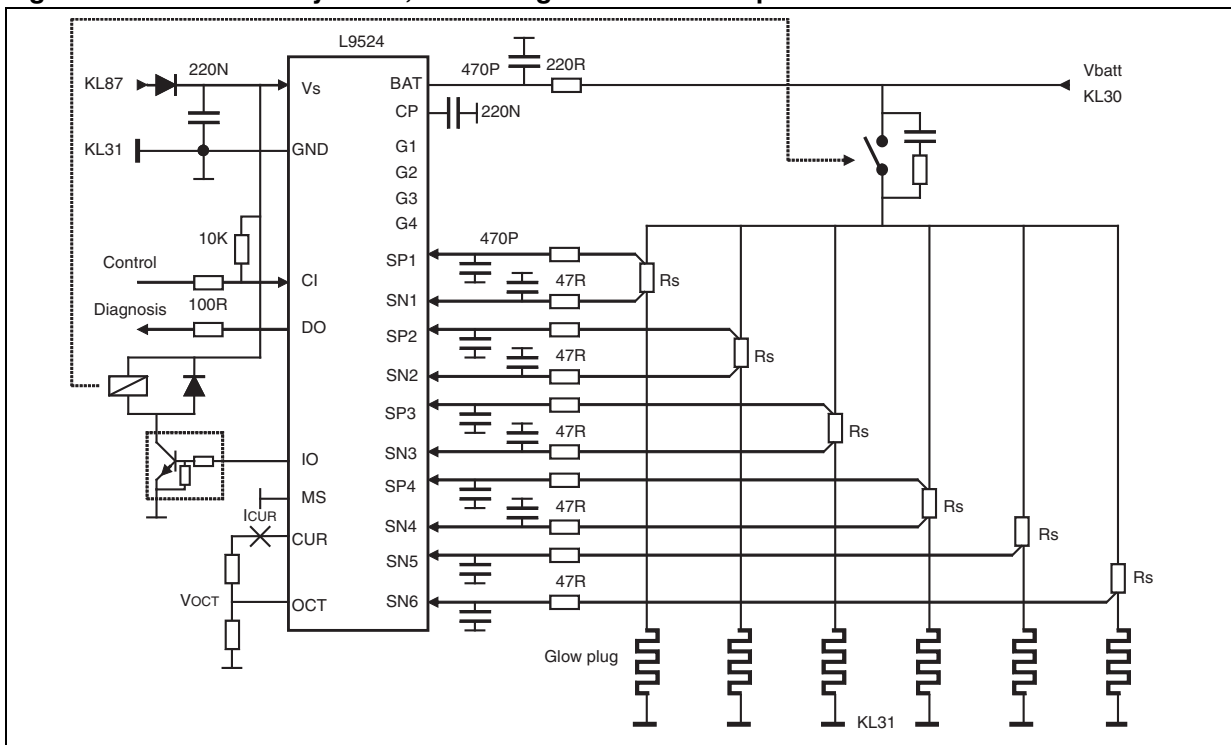 L9524
KL87
220N
Vs
BAT
470P
220R
Vbatt
KL30
CP
220N
KL31
GND
G1
G2
G3
G4
10K
SP1
470P
Control
CI
SN1
47R
Rs
Diagnosis
100R
DO
SP2
SN2
47R
Rs
SP3
SN3
47R
Rs
IO
SP4
MS
ICUR
CUR
SN4
47R
Rs
SN5
Rs
VOCT
OCT
SN6
47R
Rs
Glow plug
KL31